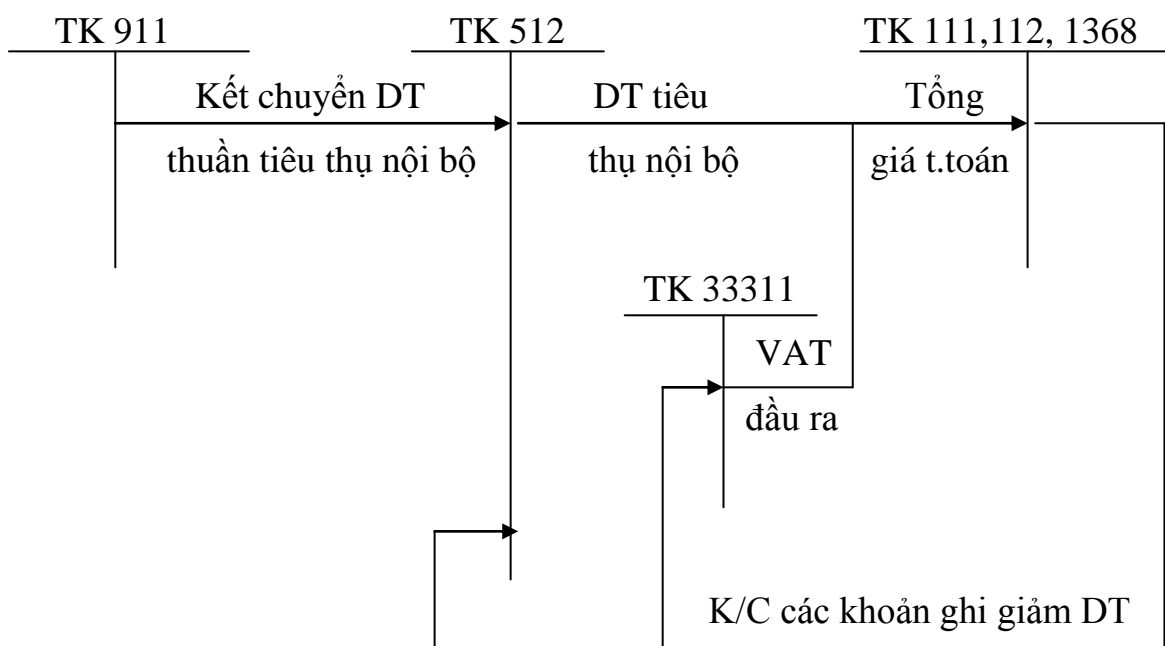 TK 911
TK 512
TK 111,112, 1368
Kết chuyển DT
thuần tiêu thụ nội bộ
DT tiêu
thụ nội bộ
Tổng
giá t.toán
TK 33311
VAT
đầu ra
K/C các khoản ghi giảm DT